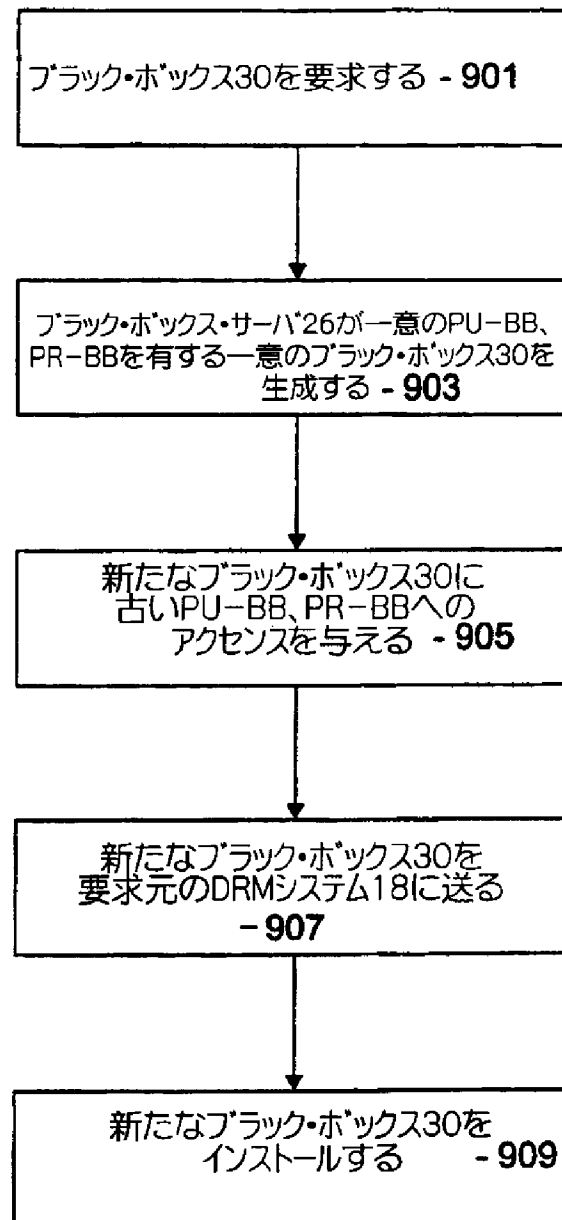 ブラック・ボックス30を要求する - 901
ブラック・ボックス・サーバ26が一意のPU-BB、
PR-BBを有する一意のブラック・ボックス30を
生成する - 903
新たなブラック・ボックス30に
古いPU-BB、PR-BBへの
アクセンスを与える - 905
新たなブラック・ボックス30を
要求元のDRMシステム18に送る
- 907
新たなブラック・ボックス30を
インストールする - 909